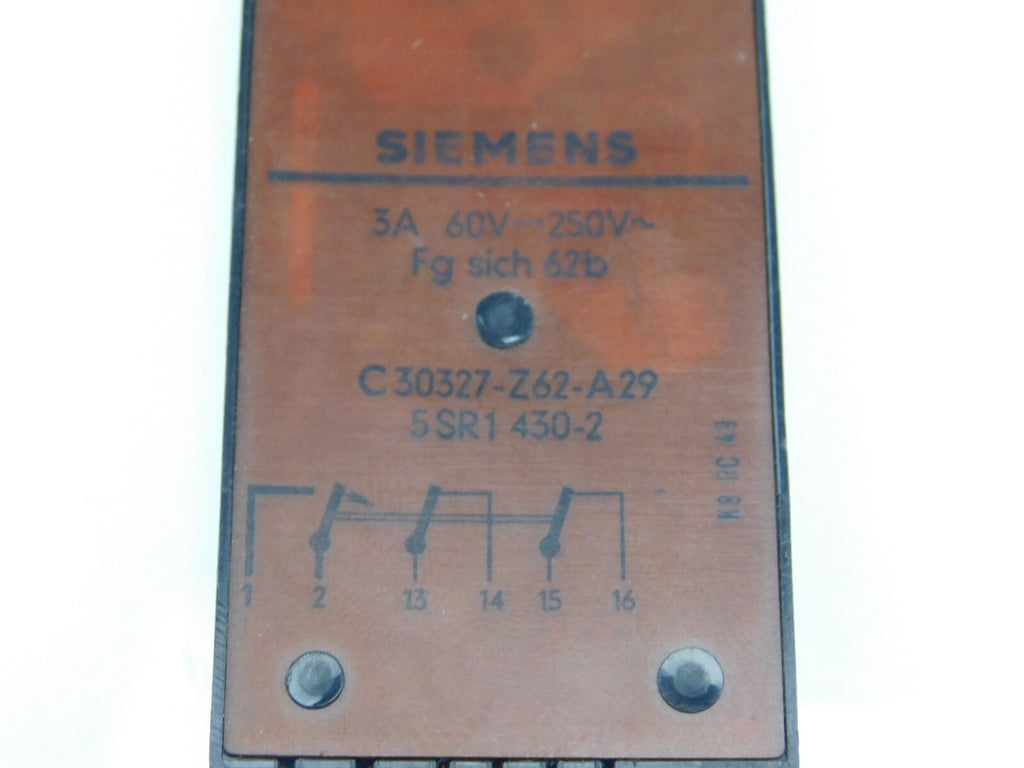 SIEMENS
3A 60V⎓250V~
Fg sich 62b
C30327-Z62-A29
5SR1 430-2
1 2 13 14 15 16